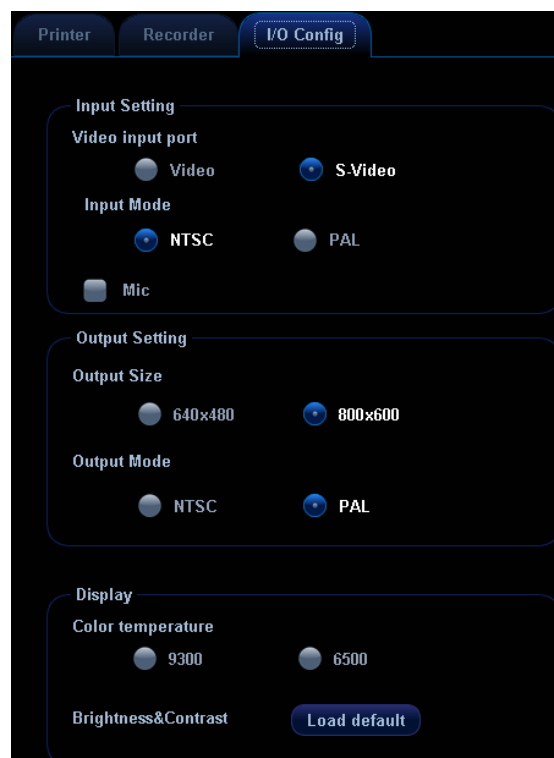 Printer Recorder I/O Config
Input Setting
Video input port
Video S-Video
Input Mode
NTSC PAL
Mic
Output Setting
Output Size
640x480 800x600
Output Mode
NTSC PAL
Display
Color temperature
9300 6500
Brightness&Contrast Load default